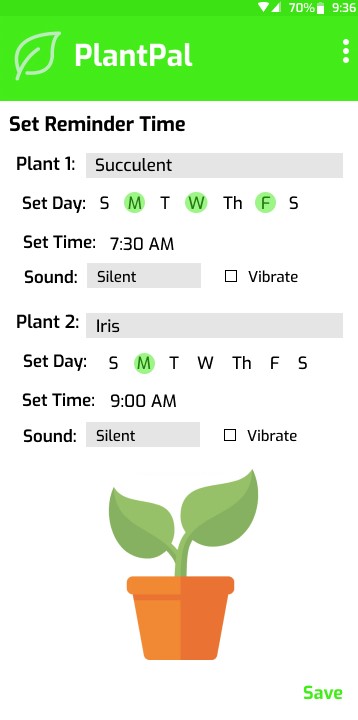 70% 9:36
PlantPal
Set Reminder Time
Plant 1: Succulent
Set Day: S M T W Th F S
Set Time: 7:30 AM
Sound: Silent Vibrate
Plant 2: Iris
Set Day: S M T W Th F S
Set Time: 9:00 AM
Sound: Silent Vibrate
Save